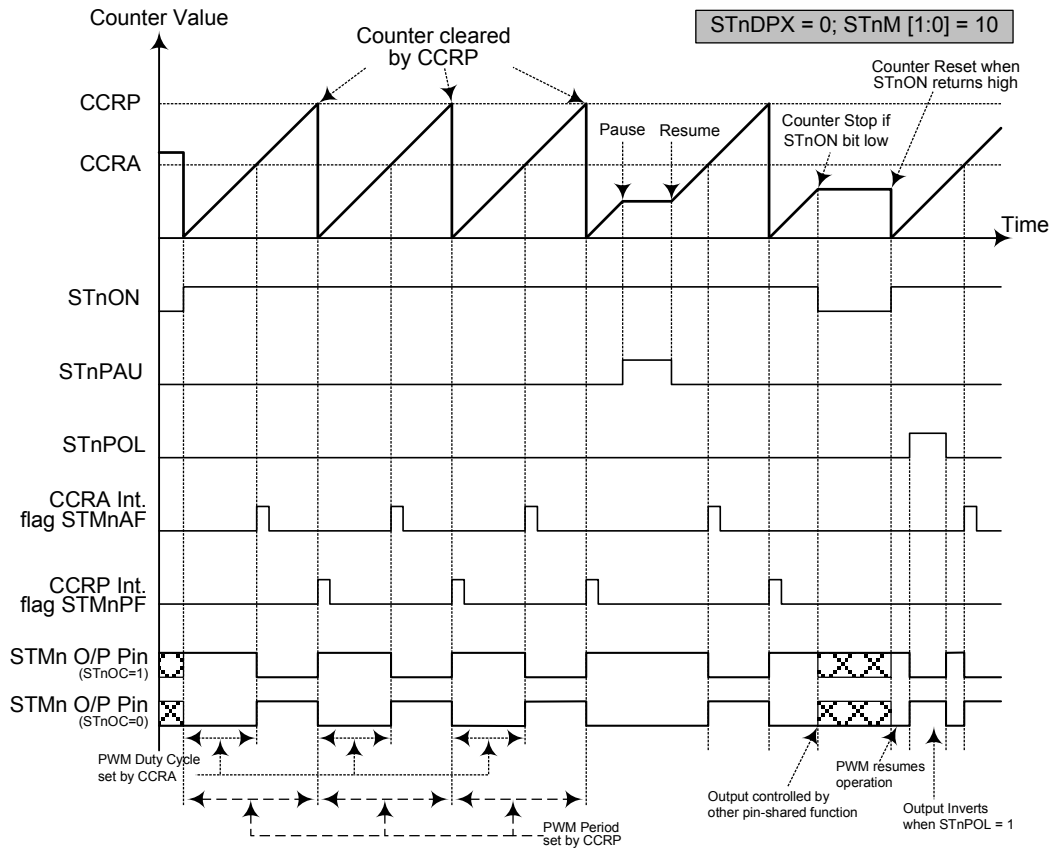 Counter Value
STnDPX = 0; STnM [1:0] = 10
Counter cleared
by CCRP
Counter Reset when
STnON returns high
CCRP
Counter Stop if
STnON bit low
Pause
Resume
CCRA
Time
STnON
STnPAU
STnPOL
CCRA Int.
flag STMnAF
CCRP Int.
flag STMnPF
STMn O/P Pin
(STnOC=1)
STMn O/P Pin
(STnOC=0)
PWM Duty Cycle
set by CCRA
PWM resumes
operation
Output controlled by
other pin-shared function
Output Inverts
when STnPOL = 1
PWM Period
set by CCRP